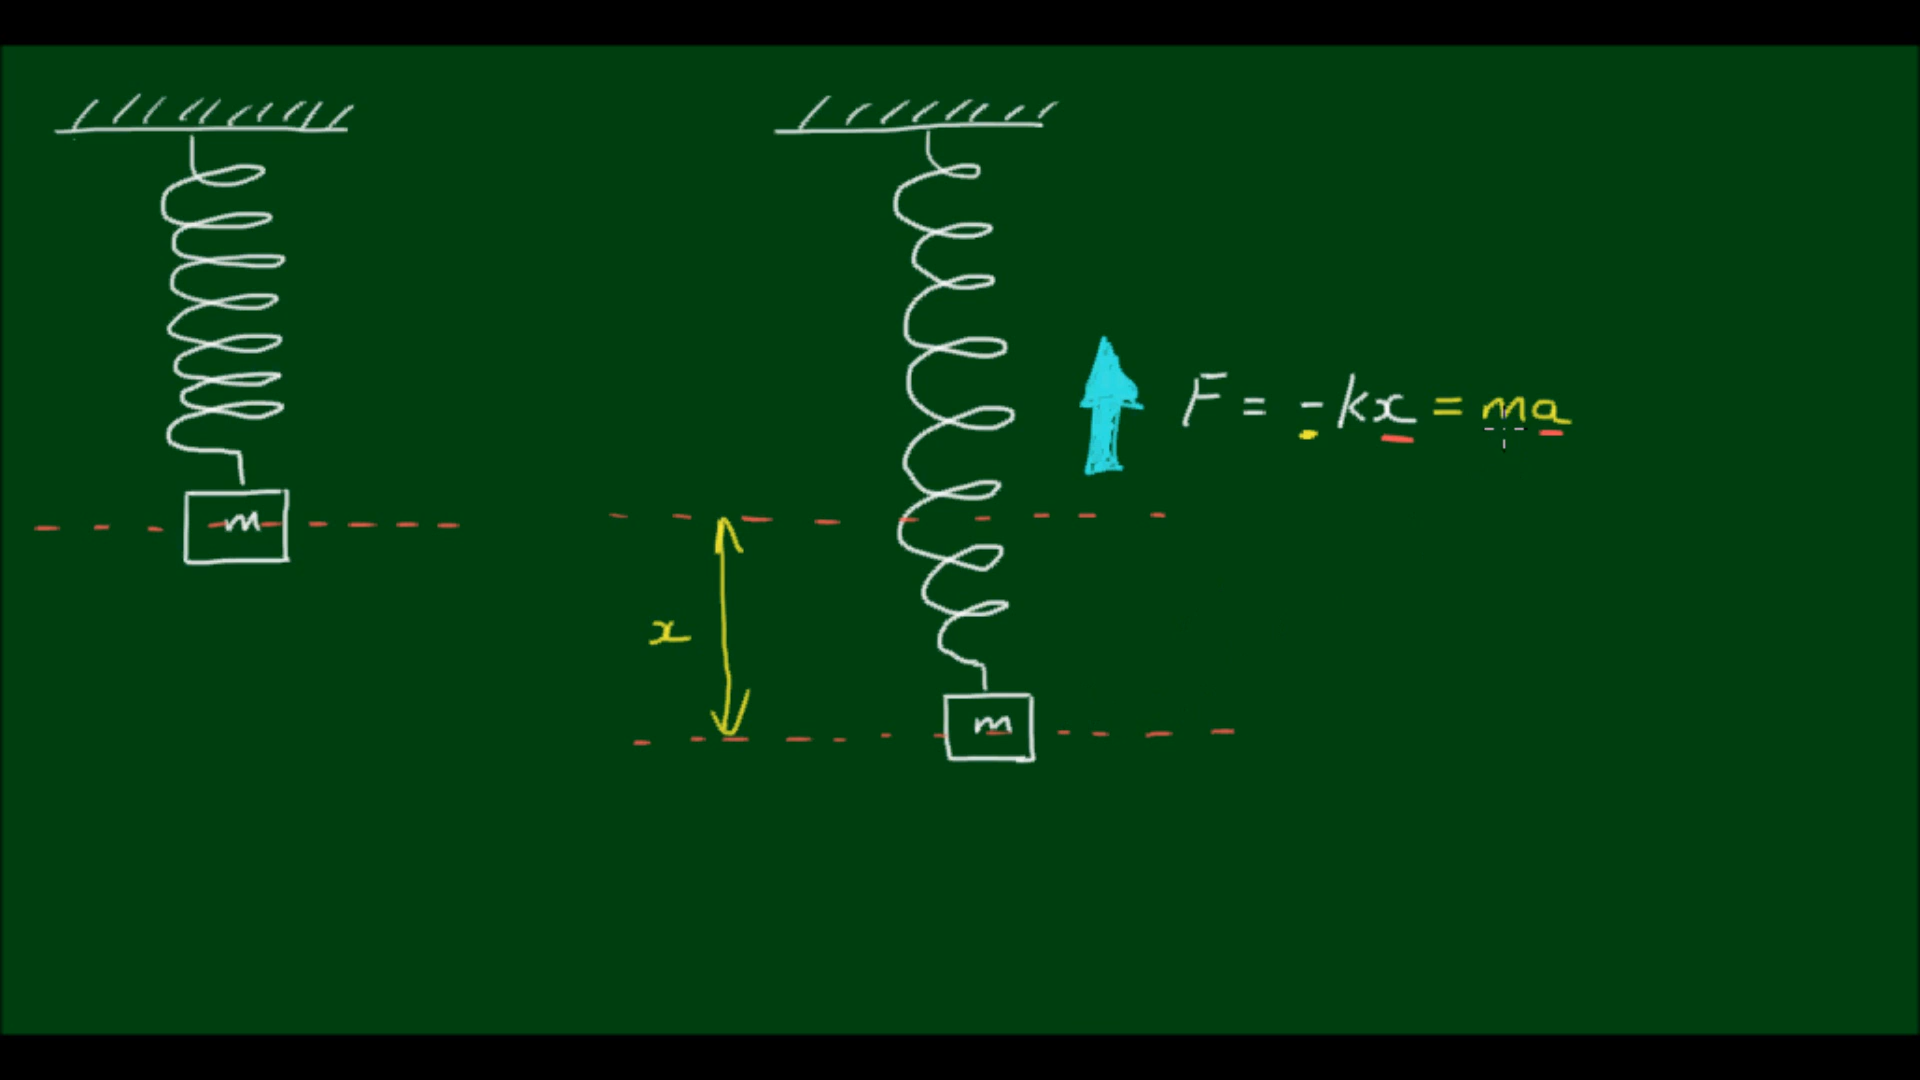 F = -kx = ma
m
x
m